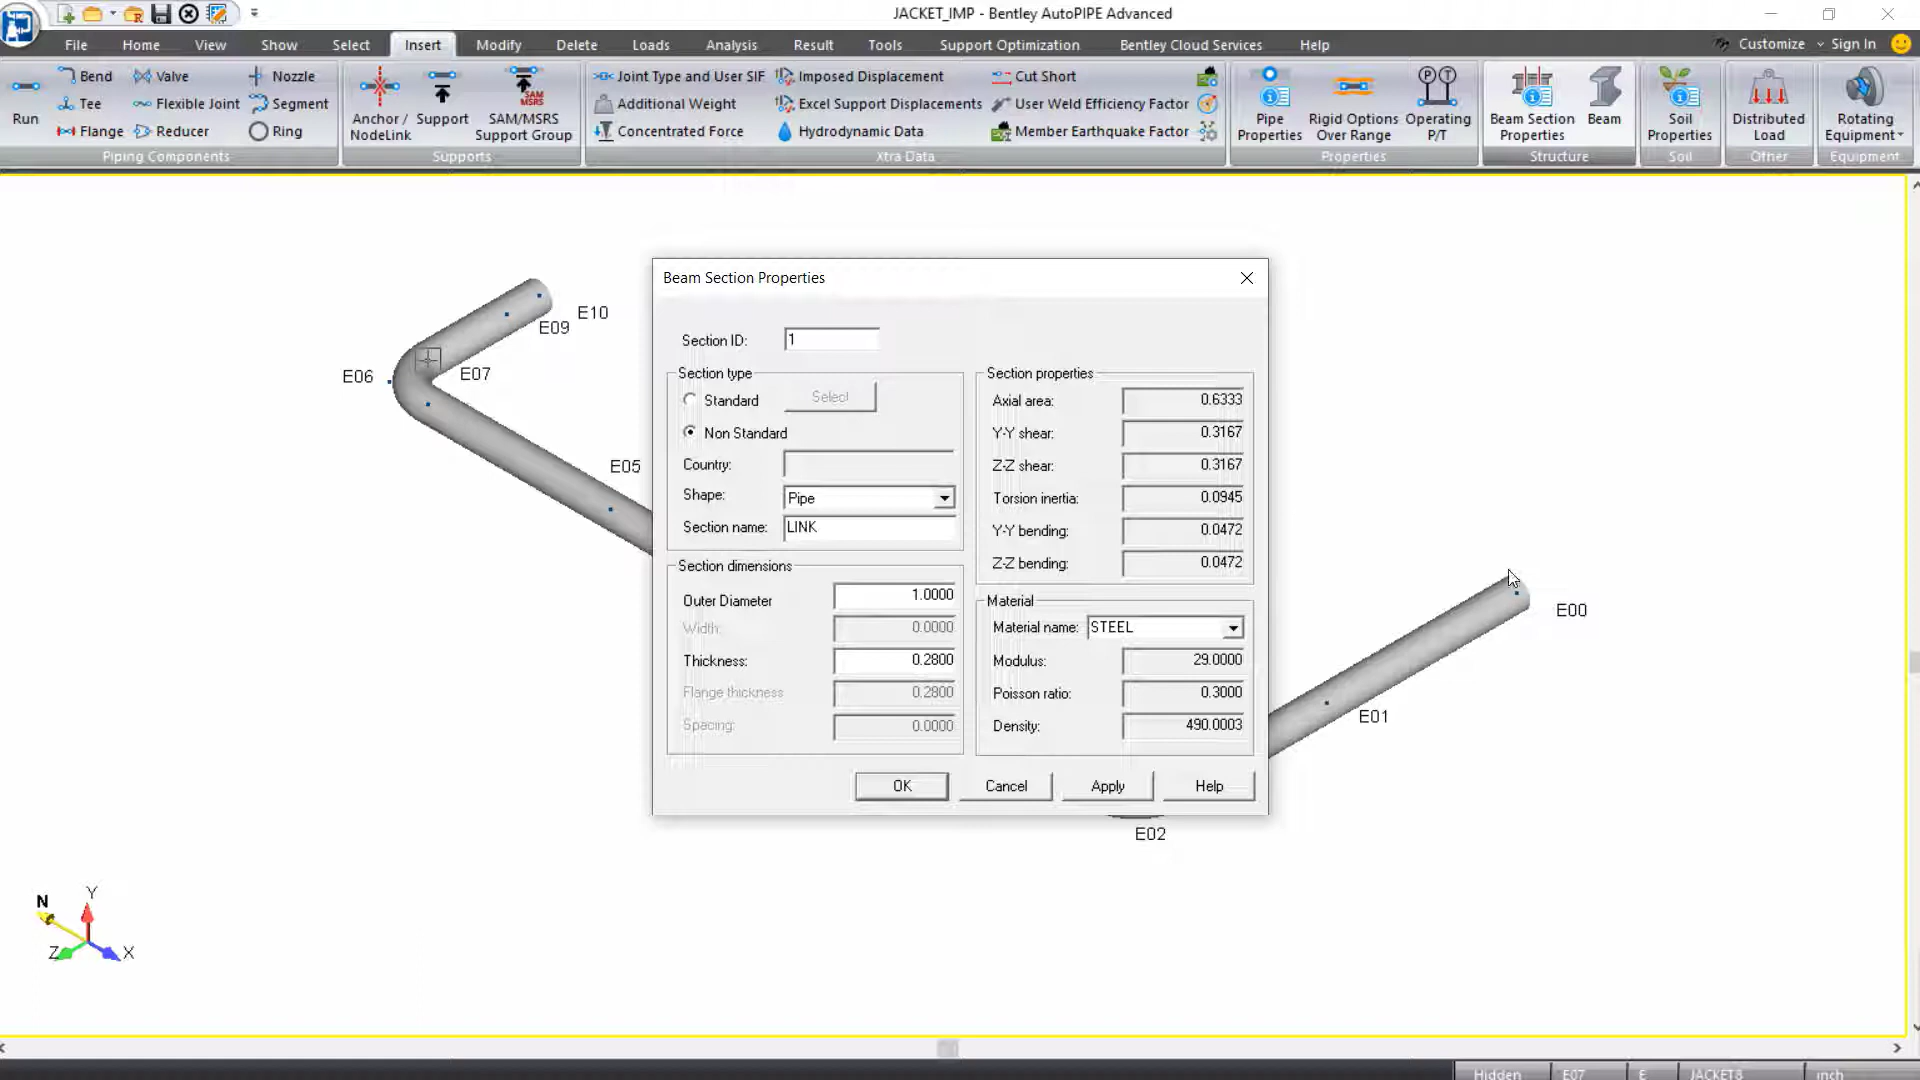 JACKET_IMP - Bentley AutoPIPE Advanced
File Home View Show Select Insert Modify Delete Loads Analysis Result Tools Support Optimization Bentley Cloud Services Help Customize Sign In
Run
Bend Valve Nozzle
Tee Flexible Joint Segment
Flange Reducer Ring
Piping Components
Anchor / NodeLink
Support
SAM MSRS
SAM/MSRS Support Group
Supports
Joint Type and User SIF Imposed Displacement Cut Short
Additional Weight Excel Support Displacements User Weld Efficiency Factor
Concentrated Force Hydrodynamic Data Member Earthquake Factor
Xtra Data
Pipe Properties
Rigid Options Over Range
P T
Operating P/T
Properties
Beam Section Properties
Beam
Structure
Soil Properties
Soil
Distributed Load
Other
Rotating Equipment
Equipment
E10
E09
E06
E07
E05
E00
E01
E02
Beam Section Properties
Section ID: 1
Section type
Standard Select
Non Standard
Country:
Shape: Pipe
Section name: LINK
Section dimensions
Outer Diameter 1.0000
Width: 0.0000
Thickness: 0.2800
Flange thickness 0.2800
Spacing: 0.0000
Section properties
Axial area: 0.6333
Y-Y shear: 0.3167
Z-Z shear: 0.3167
Torsion inertia: 0.0945
Y-Y bending: 0.0472
Z-Z bending: 0.0472
Material
Material name: STEEL
Modulus: 29.0000
Poisson ratio: 0.3000
Density: 490.0003
OK Cancel Apply Help
N Y
Z X
Hidden E07 E JACKET8 inch